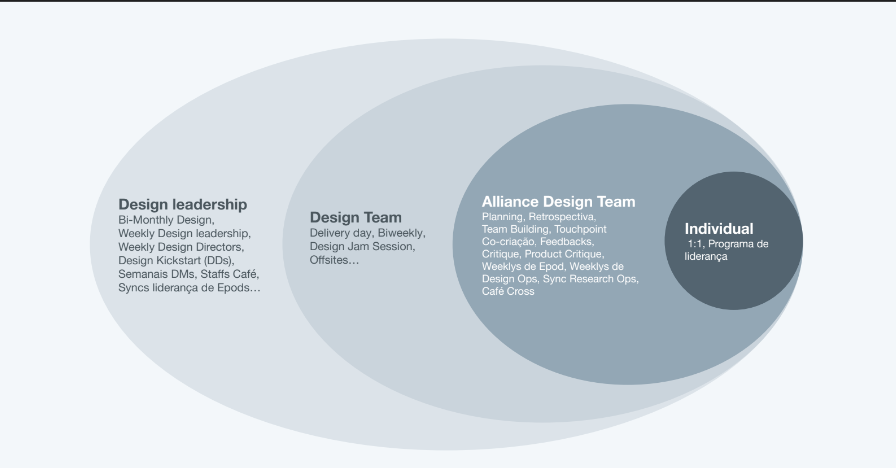 Design leadership
Bi-Monthly Design,
Weekly Design leadership,
Weekly Design Directors,
Design Kickstart (DDs),
Semanais DMs, Staffs Café,
Syncs liderança de Epods...
Design Team
Delivery day, Biweekly,
Design Jam Session,
Offsites...
Alliance Design Team
Planning, Retrospectiva,
Team Building, Touchpoint
Co-criação, Feedbacks,
Critique, Product Critique,
Weeklys de Epod, Weeklys de
Design Ops, Sync Research Ops,
Café Cross
Individual
1:1, Programa de
liderança